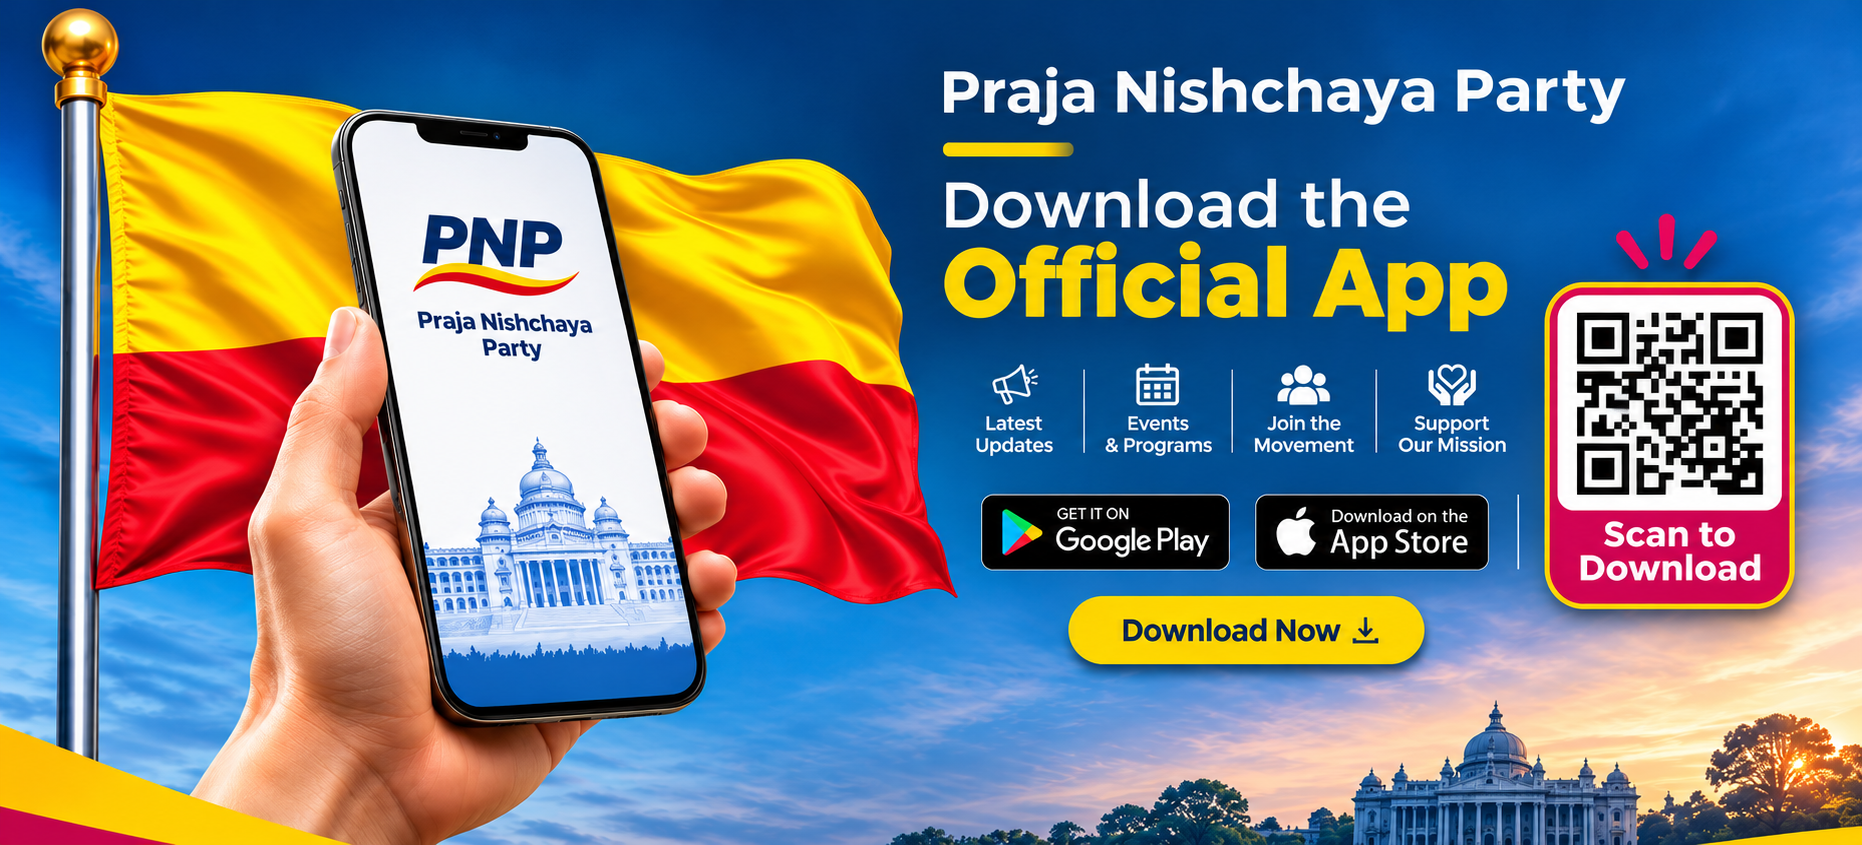 PNP
Praja Nishchaya
Party
Praja Nishchaya Party
Download the
Official App
Latest
Updates
Events
& Programs
Join the
Movement
Support
Our Mission
GET IT ON
Google Play
Download on the
App Store
Download Now
Scan to
Download